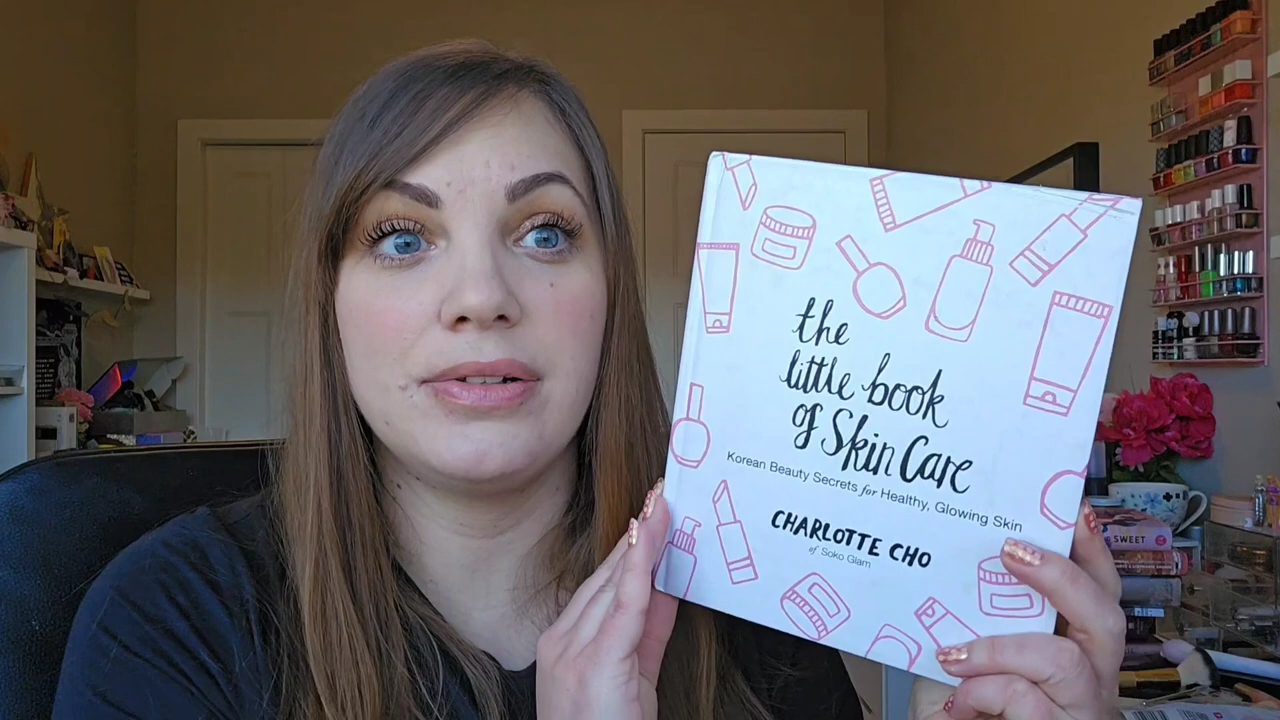 the
little book
of Skin Care
Korean Beauty Secrets for Healthy, Glowing Skin
CHARLOTTE CHO
of Soko Glam
SWEET